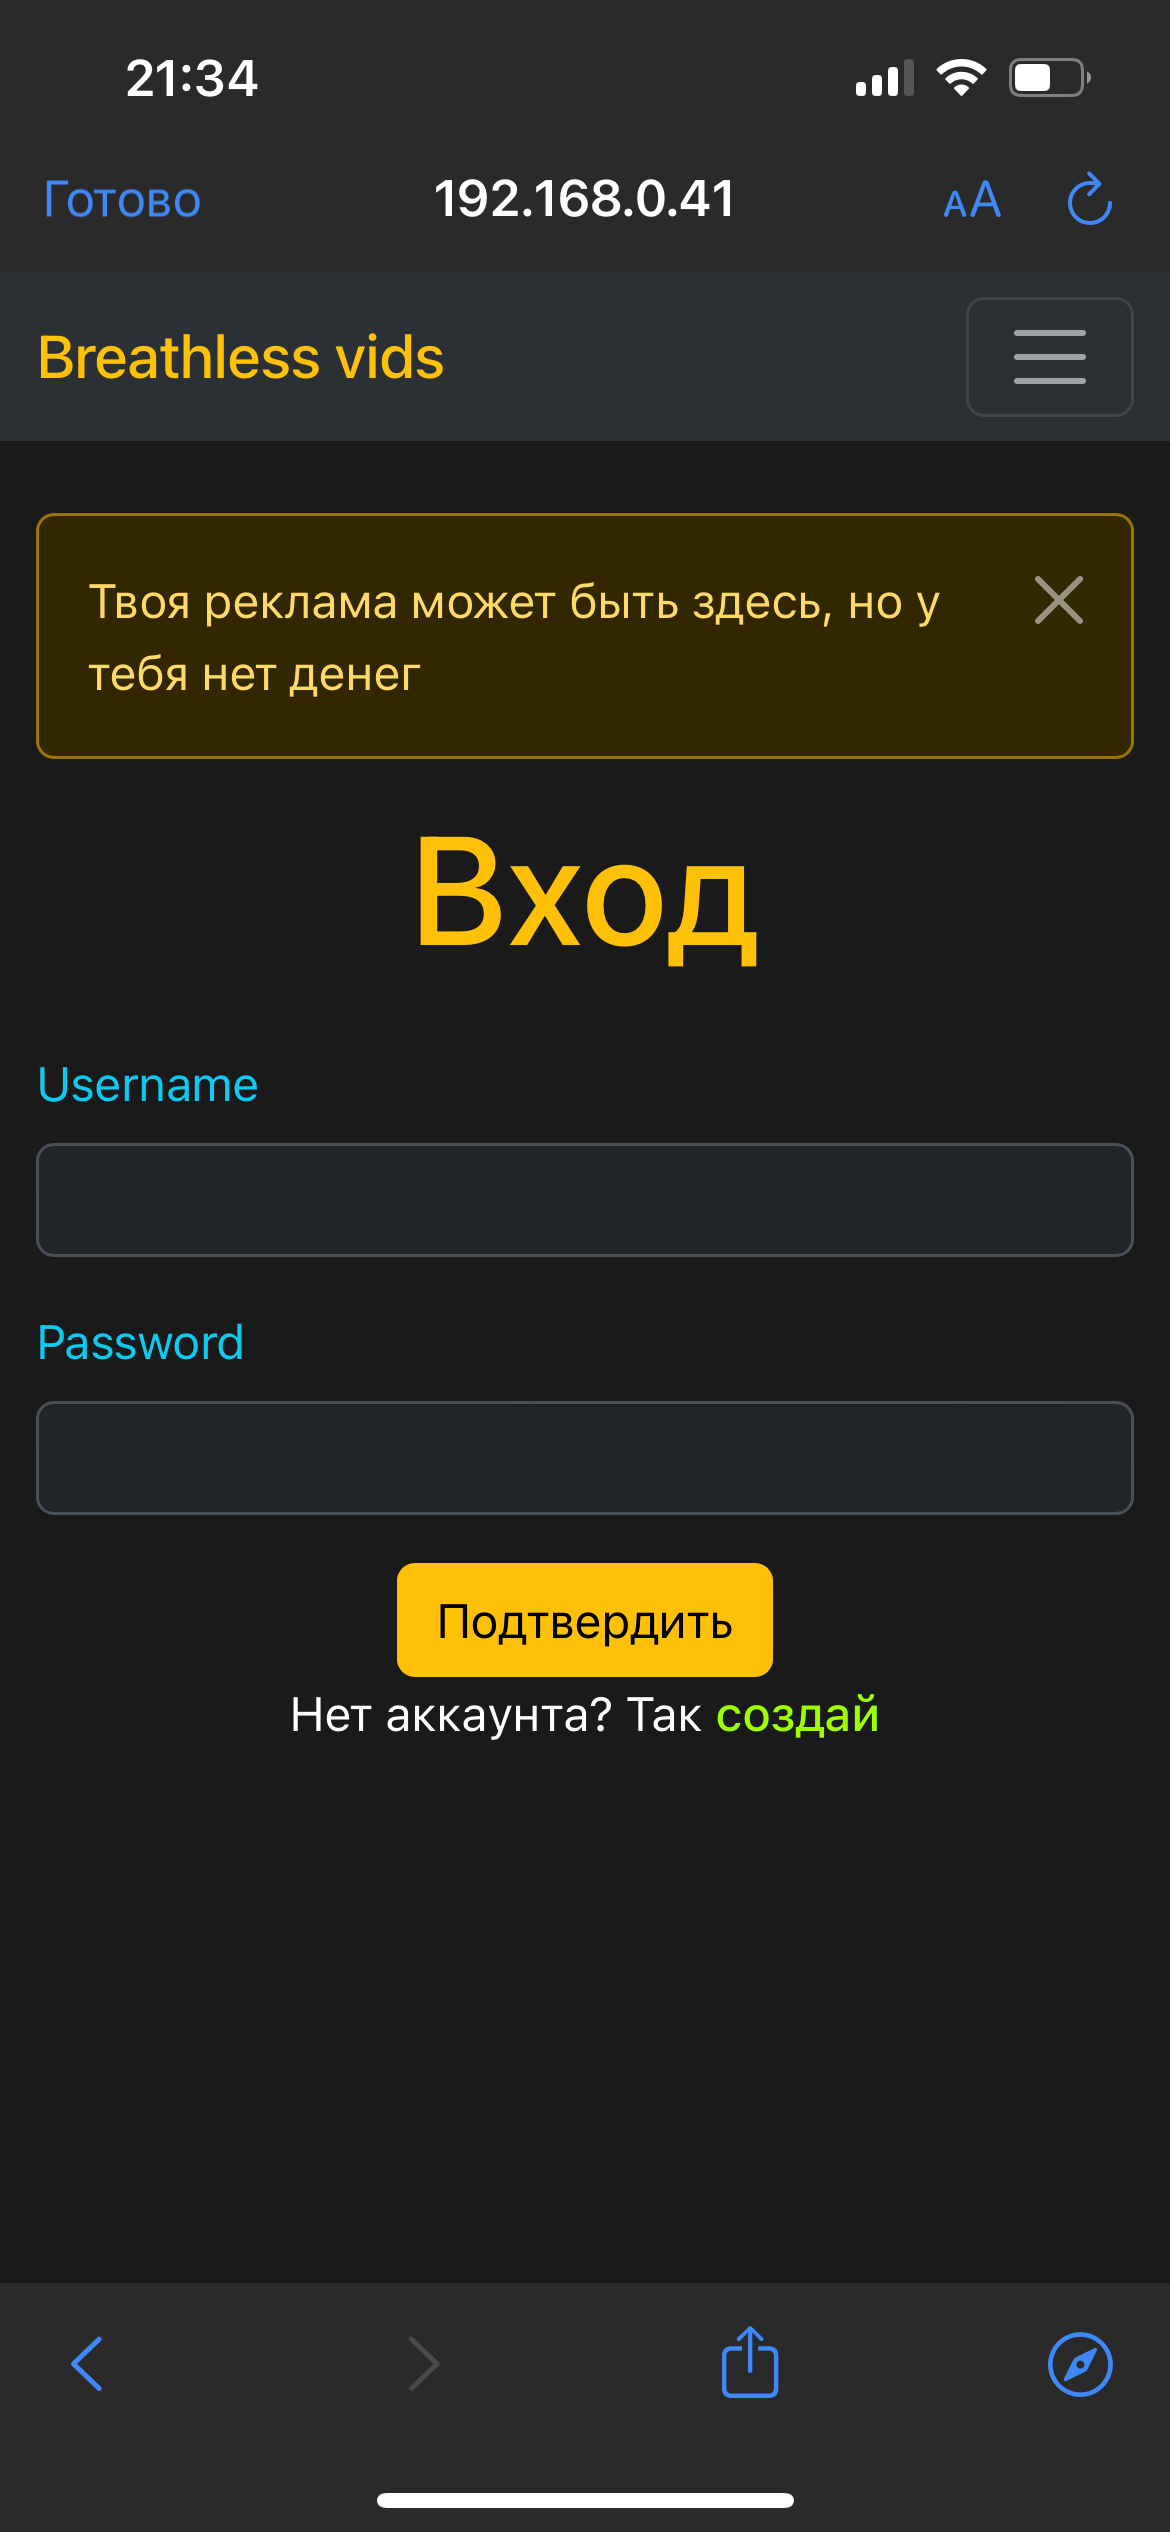 21:34
Готово 192.168.0.41 AA
Breathless vids
Твоя реклама может быть здесь, но у
тебя нет денег
Вход
Username
Password
Подтвердить
Нет аккаунта? Так создай